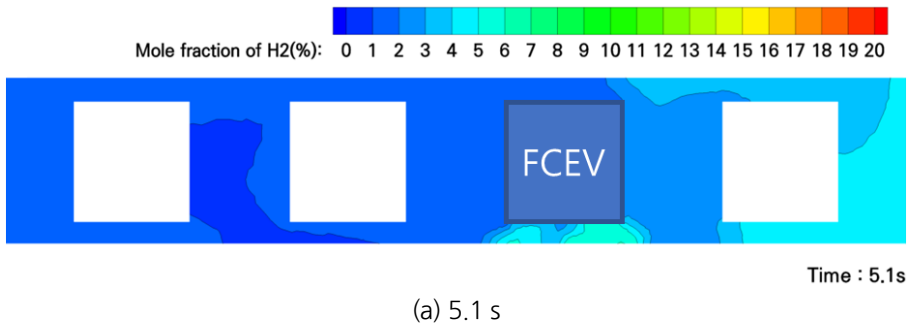 Mole fraction of H2(%): 0 1 2 3 4 5 6 7 8 9 10 11 12 13 14 15 16 17 18 19 20
FCEV
Time : 5.1s
(a) 5.1 s